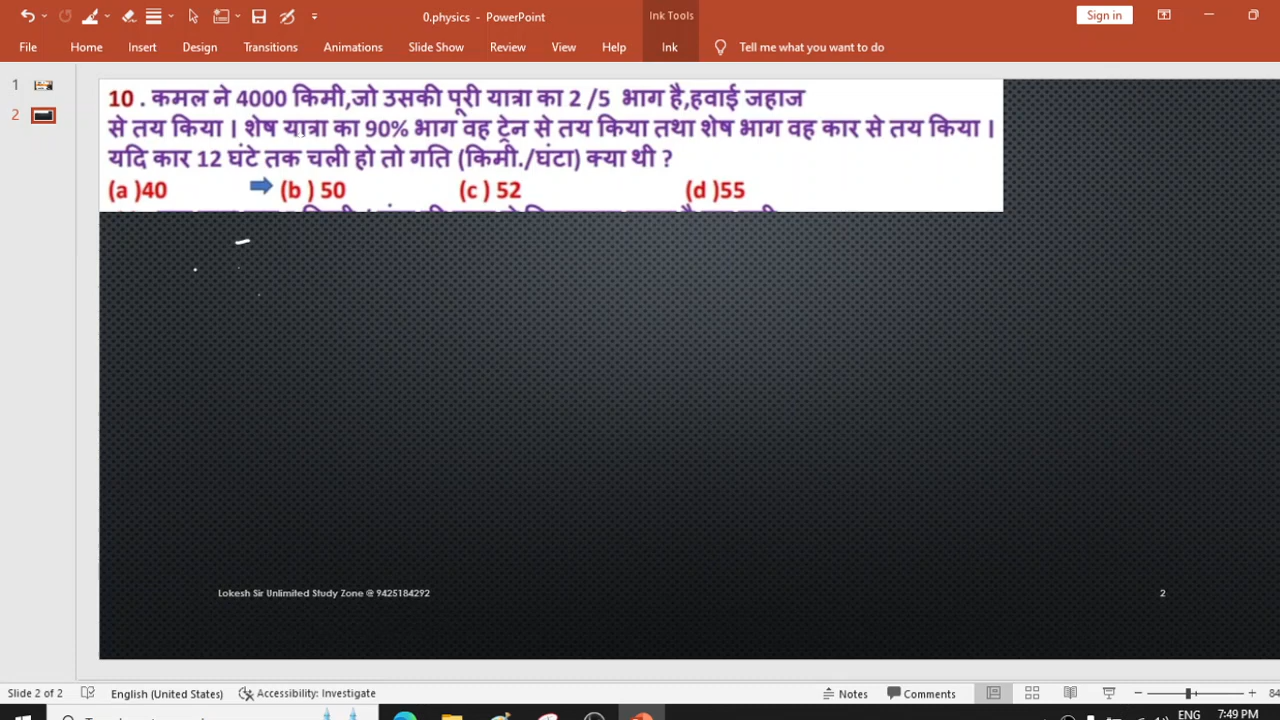 0.physics - PowerPoint
Ink Tools
Sign in
File Home Insert Design Transitions Animations Slide Show Review View Help Ink Tell me what you want to do
1
2
10 . कमल ने 4000 किमी,जो उसकी पूरी यात्रा का 2 /5 भाग है,हवाई जहाज
से तय किया । शेष यात्रा का 90% भाग वह ट्रेन से तय किया तथा शेष भाग वह कार से तय किया ।
यदि कार 12 घंटे तक चली हो तो गति (किमी./घंटा) क्या थी ?
(a )40 (b ) 50 (c ) 52 (d )55
Lokesh Sir Unlimited Study Zone @ 9425184292 2
Slide 2 of 2 English (United States) Accessibility: Investigate Notes Comments 84
ENG 7:49 PM